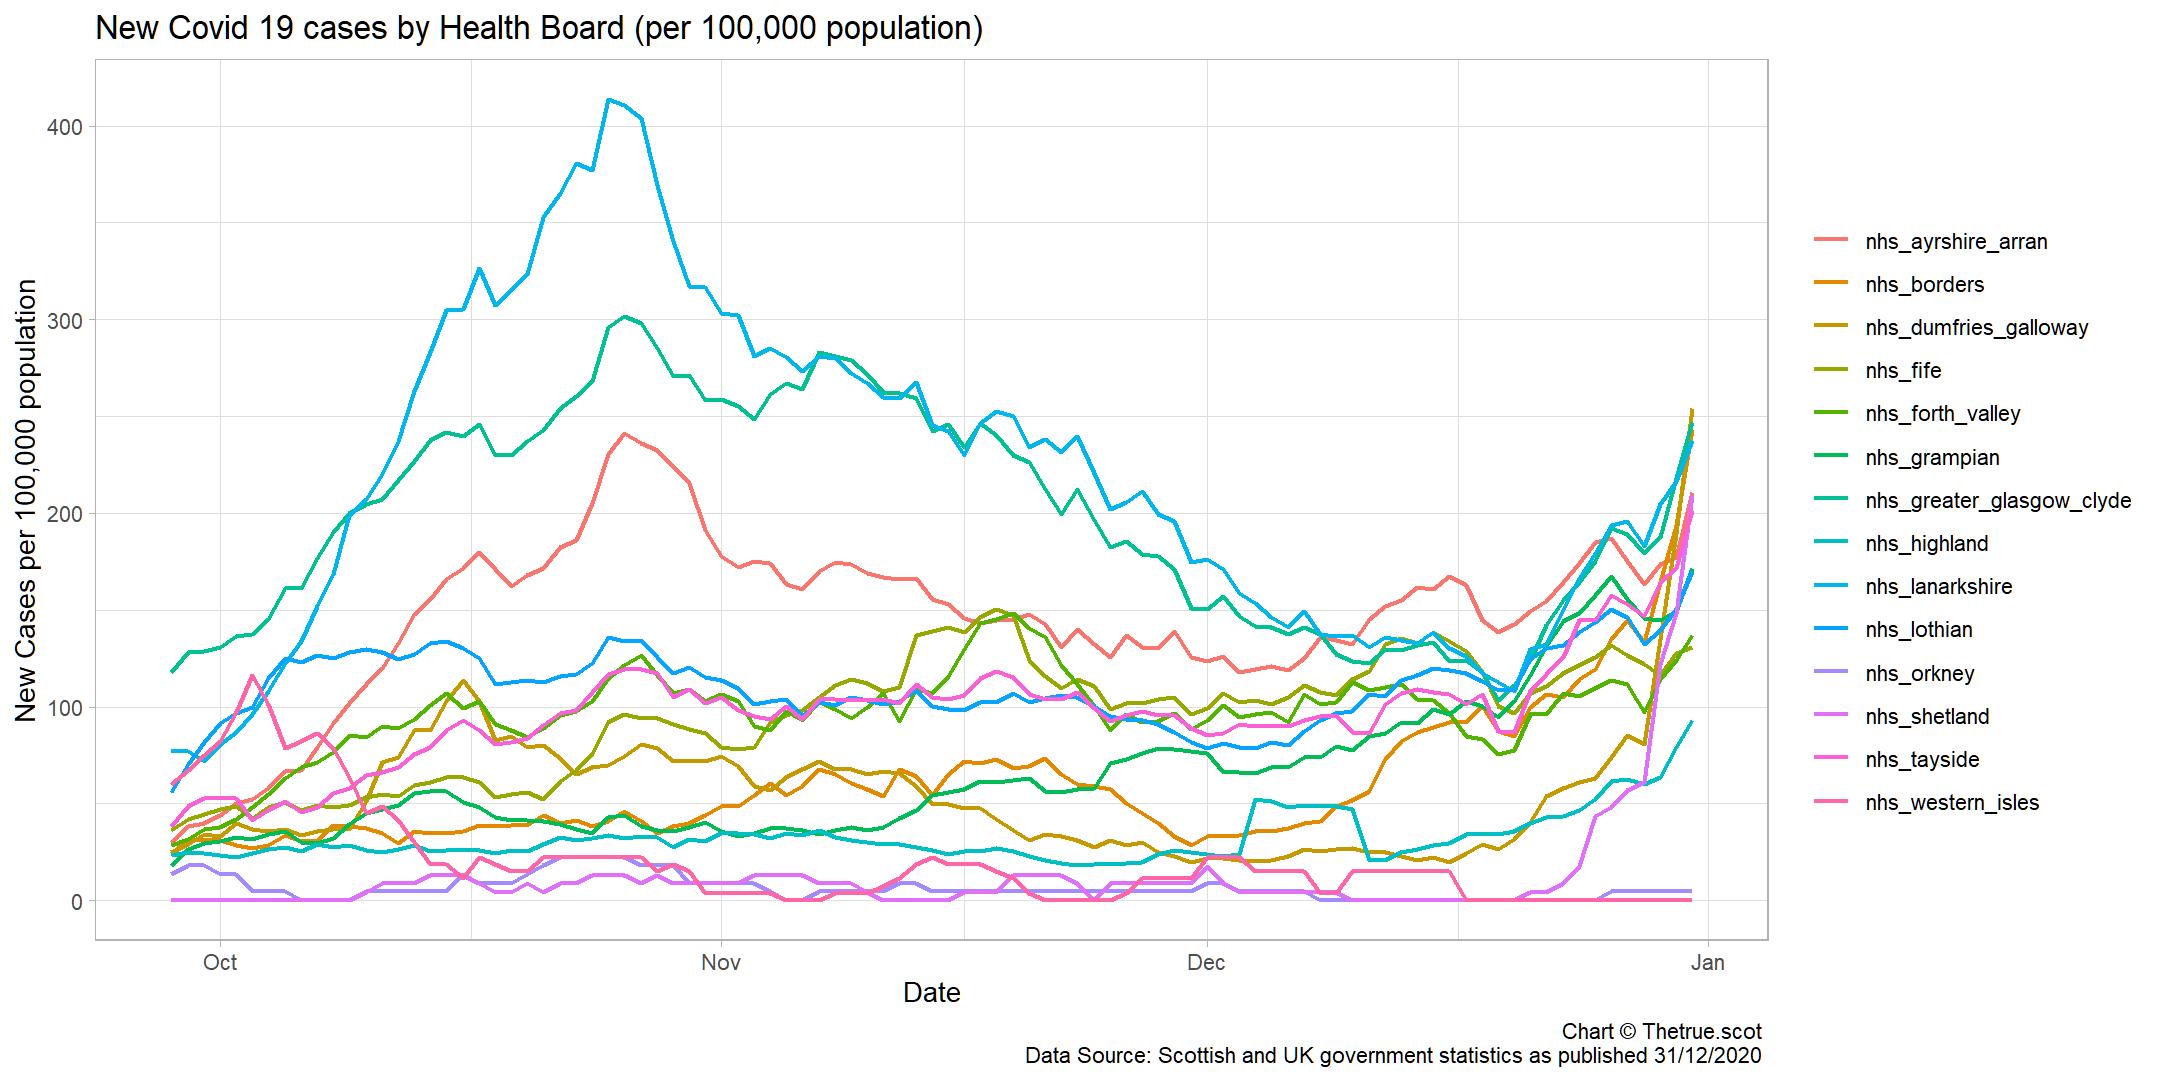 New Covid 19 cases by Health Board (per 100,000 population)
New Cases per 100,000 population
400
300
200
100
0
Oct
Nov
Dec
Jan
Date
nhs_ayrshire_arran
nhs_borders
nhs_dumfries_galloway
nhs_fife
nhs_forth_valley
nhs_grampian
nhs_greater_glasgow_clyde
nhs_highland
nhs_lanarkshire
nhs_lothian
nhs_orkney
nhs_shetland
nhs_tayside
nhs_western_isles
Chart © Thetrue.scot
Data Source: Scottish and UK government statistics as published 31/12/2020